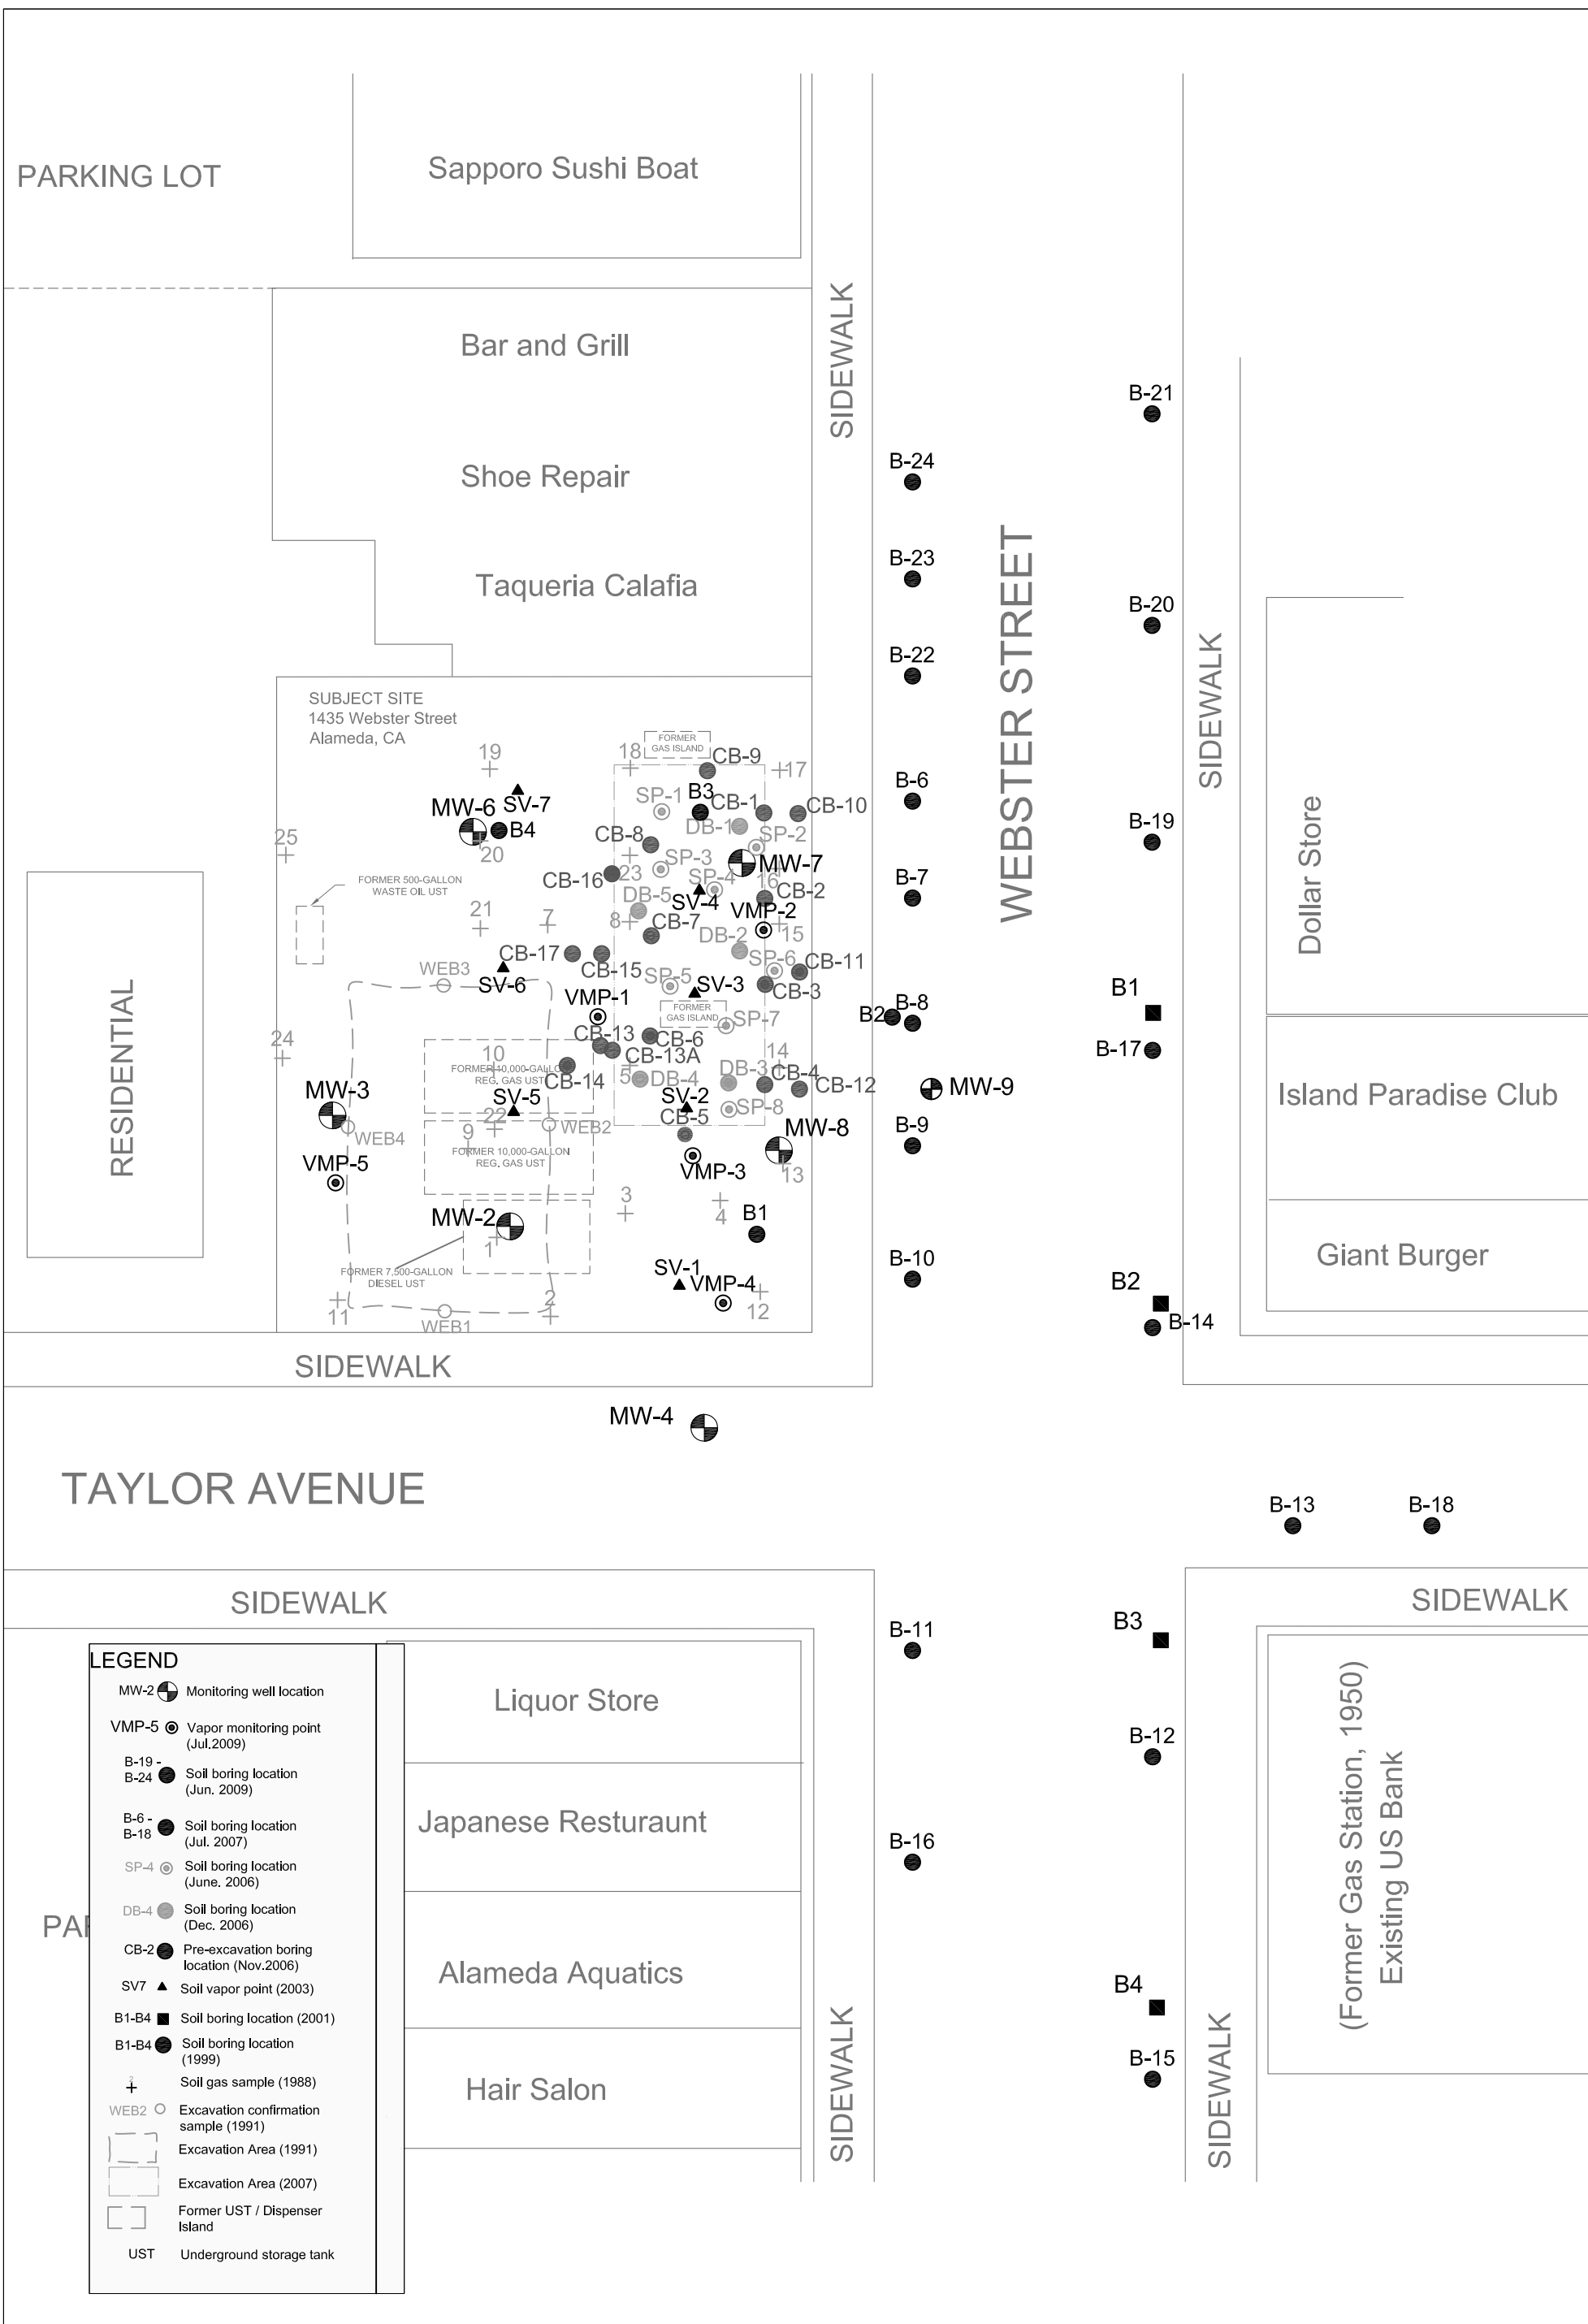 PARKING LOT
Sapporo Sushi Boat
SIDEWALK
Bar and Grill
B-21
B-24
Shoe Repair
WEBSTER STREET
B-23
Taqueria Calafia
B-20
SIDEWALK
B-22
SUBJECT SITE
1435 Webster Street
Alameda, CA
FORMER
GAS ISLAND
19
18
CB-9
17
B-6
SV-7
MW-6
B4
20
SP-1
B3
CB-1
CB-10
DB-1
SP-2
B-19
Dollar Store
25
CB-8
SP-3
MW-7
CB-16
23
SP-4
16
FORMER 500-GALLON
WASTE OIL UST
DB-5
SV-4
CB-2
B-7
21
7
8
CB-7
VMP-2
15
DB-2
CB-17
CB-15
SP-6
CB-11
WEB3
SV-6
SP-5
SV-3
CB-3
RESIDENTIAL
VMP-1
FORMER
GAS ISLAND
SP-7
B2
B-8
B1
24
CB-13
CB-6
B-17
10
CB-13A
14
FORMER 10,000-GALLON
REG. GAS UST
CB-14
5
DB-4
DB-3
CB-4
CB-12
MW-9
MW-3
SV-5
SV-2
SP-8
Island Paradise Club
22
WEB4
9
WEB2
CB-5
MW-8
B-9
FORMER 10,000-GALLON
REG. GAS UST
VMP-5
VMP-3
13
3
4
MW-2
1
B1
Giant Burger
FORMER 7,500-GALLON
DIESEL UST
SV-1
VMP-4
B-10
11
2
12
B2
WEB1
B-14
SIDEWALK
MW-4
TAYLOR AVENUE
B-13
B-18
SIDEWALK
SIDEWALK
B-11
B3
LEGEND
MW-2 Monitoring well location
VMP-5 Vapor monitoring point
(Jul.2009)
B-19 -
B-24 Soil boring location
(Jun. 2009)
B-6 -
B-18 Soil boring location
(Jul. 2007)
SP-4 Soil boring location
(June. 2006)
DB-4 Soil boring location
(Dec. 2006)
CB-2 Pre-excavation boring
location (Nov.2006)
SV7 Soil vapor point (2003)
B1-B4 Soil boring location (2001)
B1-B4 Soil boring location
(1999)
2 Soil gas sample (1988)
WEB2 Excavation confirmation
sample (1991)
Excavation Area (1991)
Excavation Area (2007)
Former UST / Dispenser
Island
UST Underground storage tank
Liquor Store
B-12
(Former Gas Station, 1950)
Existing US Bank
Japanese Resturaunt
B-16
PA
Alameda Aquatics
B4
SIDEWALK
SIDEWALK
B-15
Hair Salon